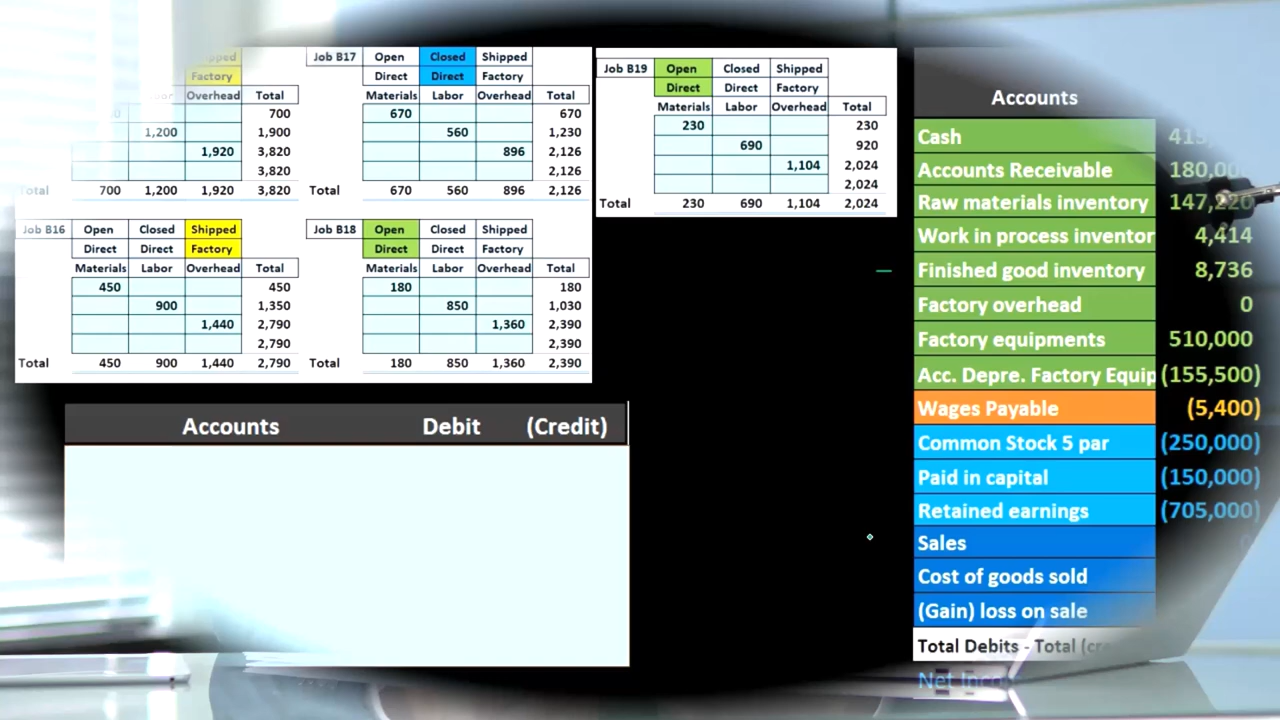 Factory
Overhead Total
700
1,200 1,900
1,920 3,820
3,820
Total 700 1,200 1,920 3,820
Job B17 Open Closed Shipped
Direct Direct Factory
Materials Labor Overhead Total
670 670
560 1,230
896 2,126
2,126
Total 670 560 896 2,126
Job B19 Open Closed Shipped
Direct Direct Factory
Materials Labor Overhead Total
230 230
690 920
1,104 2,024
2,024
Total 230 690 1,104 2,024
Job B16 Open Closed Shipped
Direct Direct Factory
Materials Labor Overhead Total
450 450
900 1,350
1,440 2,790
2,790
Total 450 900 1,440 2,790
Job B18 Open Closed Shipped
Direct Direct Factory
Materials Labor Overhead Total
180 180
850 1,030
1,360 2,390
2,390
Total 180 850 1,360 2,390
Accounts Debit (Credit)
Accounts
Cash
Accounts Receivable 180,000
Raw materials inventory 147,220
Work in process inventor 4,414
Finished good inventory 8,736
Factory overhead 0
Factory equipments 510,000
Acc. Depre. Factory Equip (155,500)
Wages Payable (5,400)
Common Stock 5 par (250,000)
Paid in capital (150,000)
Retained earnings (705,000)
Sales 0
Cost of goods sold
(Gain) loss on sale
Total Debits - Total
Net